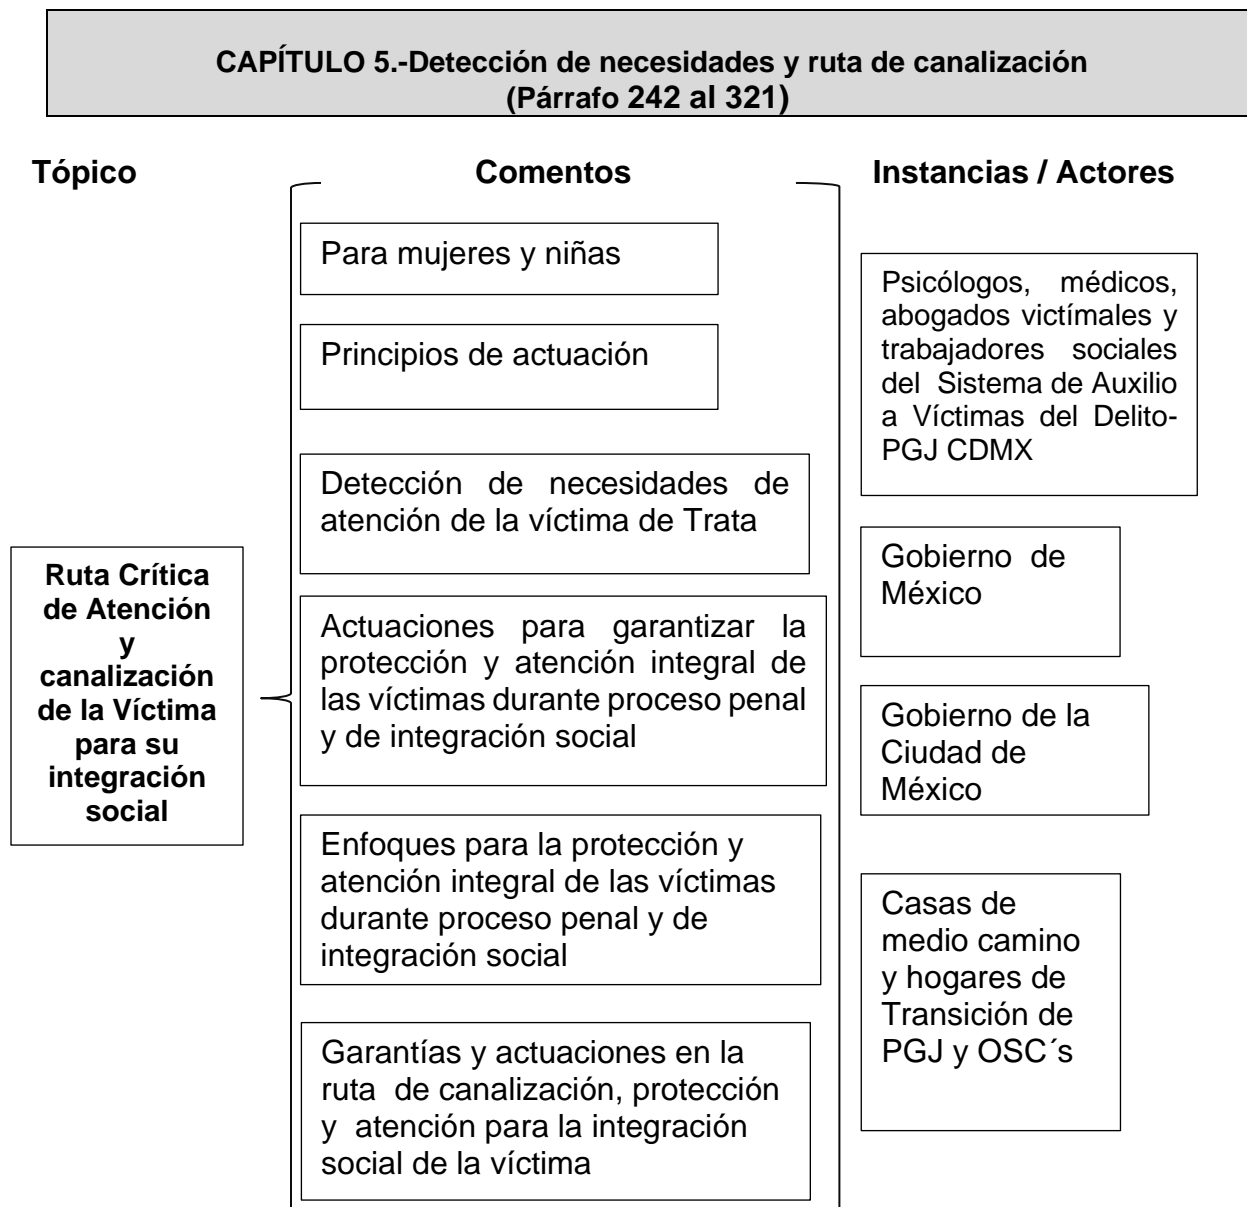 CAPÍTULO 5.-Detección de necesidades y ruta de canalización
(Párrafo 242 al 321)
Tópico
Comentos
Instancias / Actores
Ruta Crítica
de Atención
y
canalización
de la Víctima
para su
integración
social
Para mujeres y niñas
Principios de actuación
Detección de necesidades de
atención de la víctima de Trata
Actuaciones para garantizar la
protección y atención integral de
las víctimas durante proceso penal
y de integración social
Enfoques para la protección y
atención integral de las víctimas
durante proceso penal y de
integración social
Garantías y actuaciones en la
ruta de canalización, protección
y atención para la integración
social de la víctima
Psicólogos, médicos,
abogados victímales y
trabajadores sociales
del Sistema de Auxilio
a Víctimas del Delito-
PGJ CDMX
Gobierno de
México
Gobierno de la
Ciudad de
México
Casas de
medio camino
y hogares de
Transición de
PGJ y OSC´s